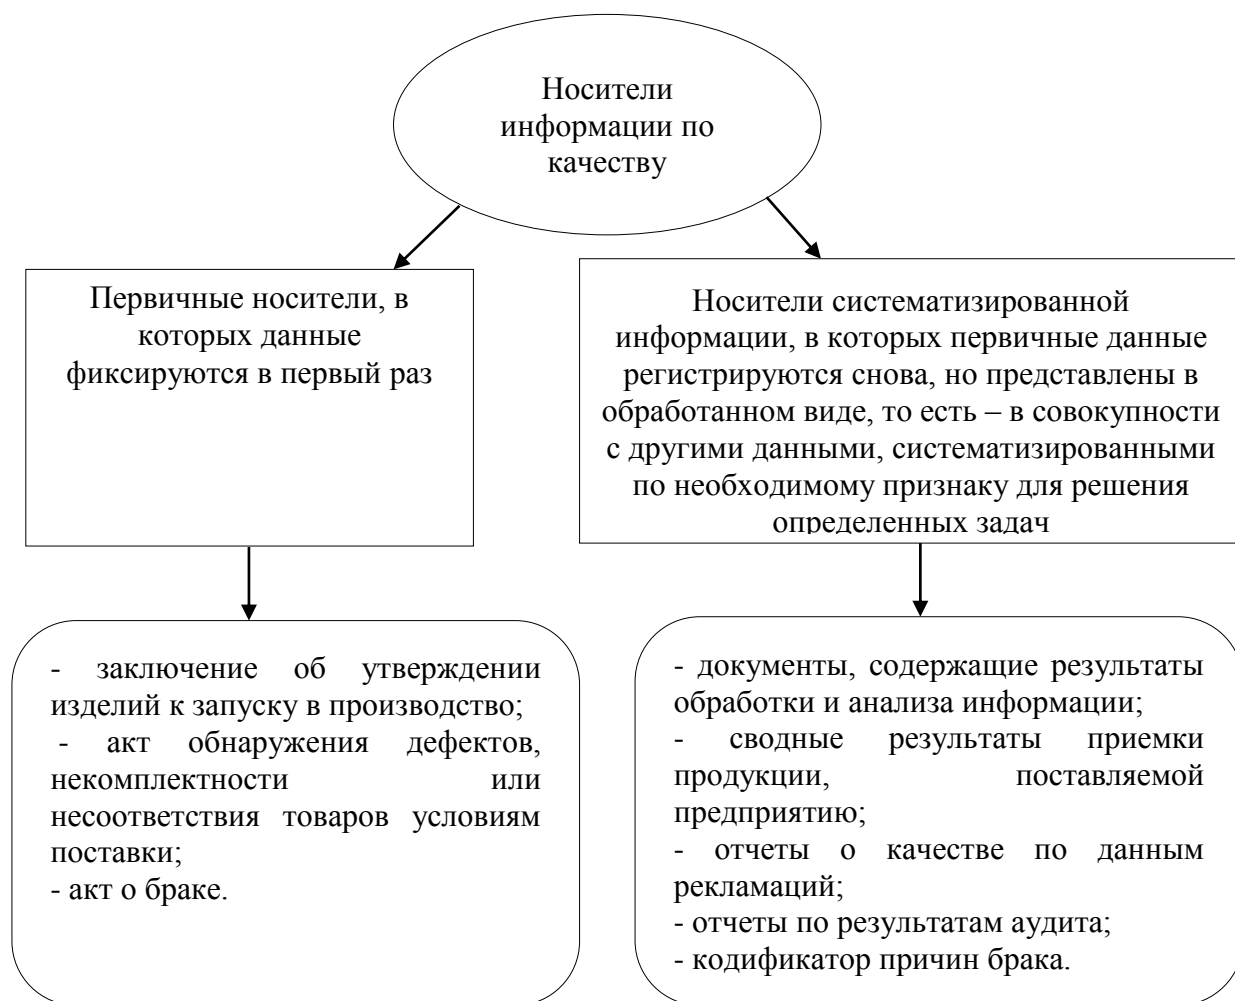 Носители
информации по
качеству
Первичные носители, в
которых данные
фиксируются в первый раз
Носители систематизированной
информации, в которых первичные данные
регистрируются снова, но представлены в
обработанном виде, то есть – в совокупности
с другими данными, систематизированными
по необходимому признаку для решения
определенных задач
- заключение об утверждении
изделий к запуску в производство;
- акт обнаружения дефектов,
некомплектности или
несоответствия товаров условиям
поставки;
- акт о браке.
- документы, содержащие результаты
обработки и анализа информации;
- сводные результаты приемки
продукции, поставляемой
предприятию;
- отчеты о качестве по данным
рекламаций;
- отчеты по результатам аудита;
- кодификатор причин брака.